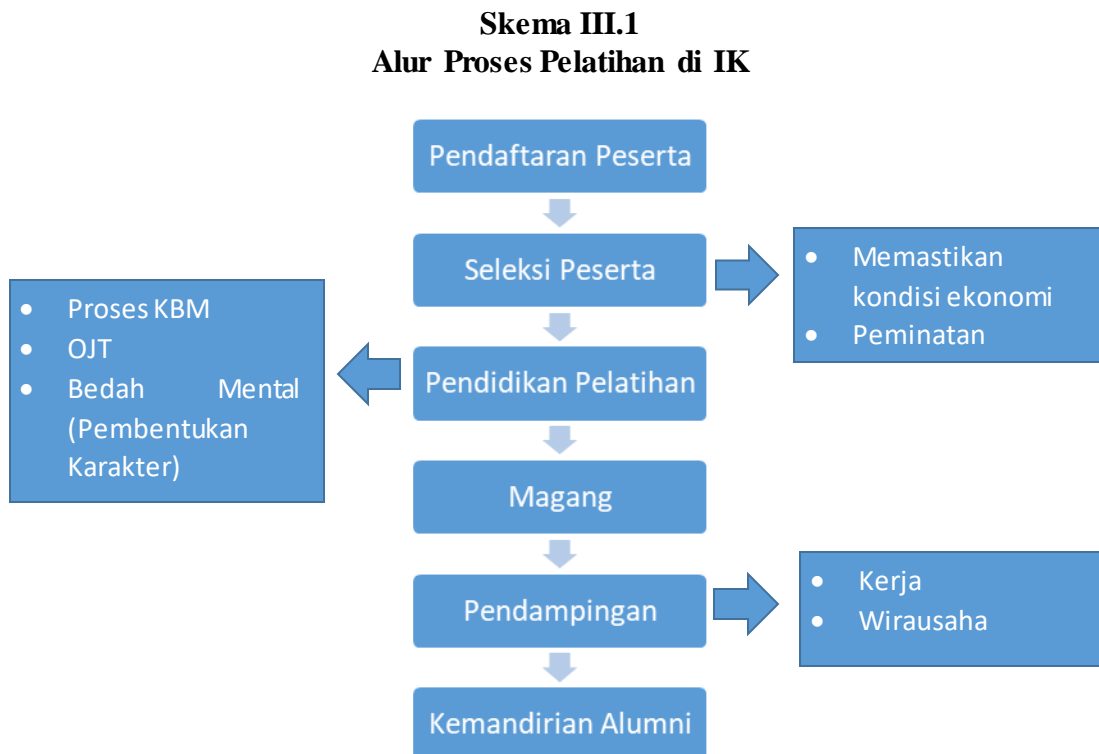 Skema III.1
Alur Proses Pelatihan di IK
Pendaftaran Peserta
Seleksi Peserta
• Memastikan
kondisi ekonomi
• Peminatan
Pendidikan Pelatihan
• Proses KBM
• OJT
• Bedah Mental
(Pembentukan
Karakter)
Magang
Pendampingan
• Kerja
• Wirausaha
Kemandirian Alumni